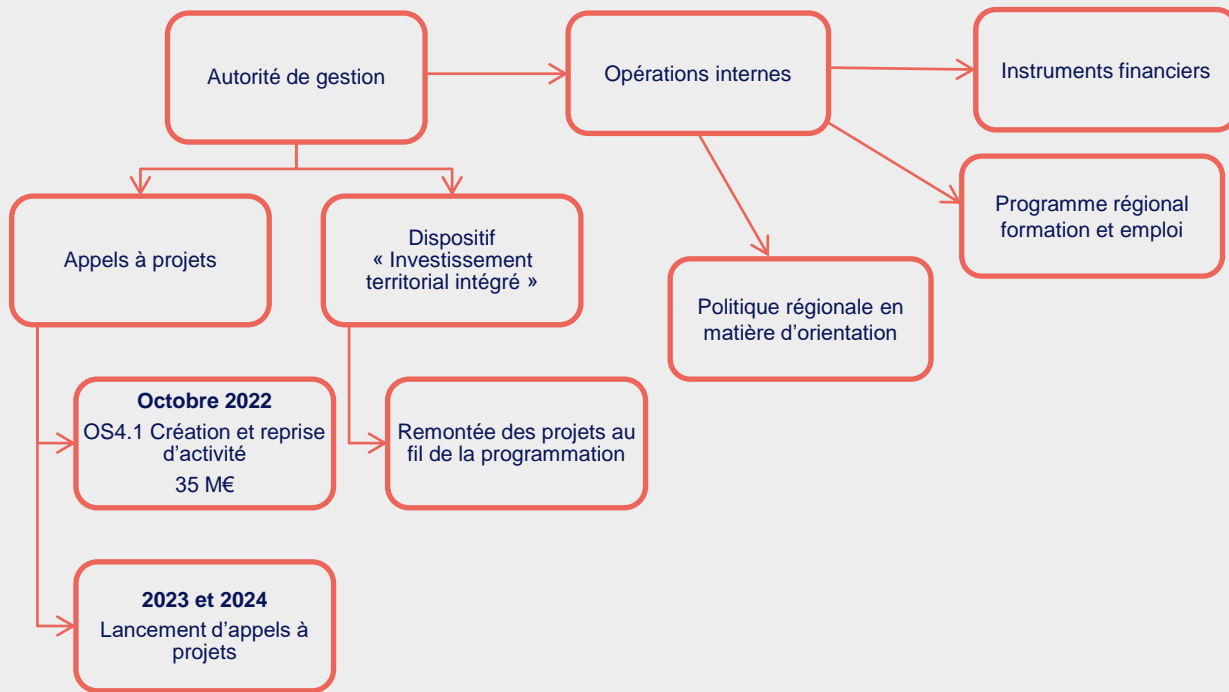 Autorité de gestion
Opérations internes
Instruments financiers
Programme régional
formation et emploi
Appels à projets
Dispositif
« Investissement
territorial intégré »
Politique régionale en
matière d’orientation
Octobre 2022
OS4.1 Création et reprise
d’activité
35 M€
Remontée des projets au
fil de la programmation
2023 et 2024
Lancement d’appels à
projets